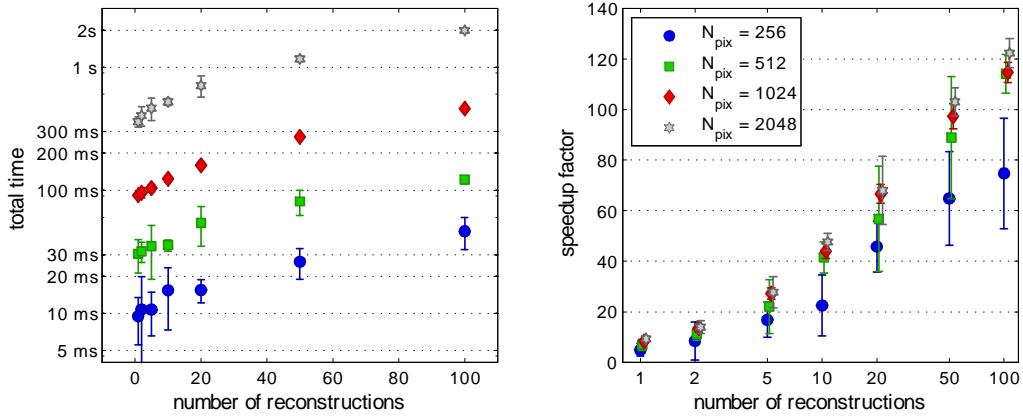 2s
1 s
300 ms
200 ms
100 ms
30 ms
20 ms
10 ms
5 ms
total time
0
20
40
60
80
100
number of reconstructions
140
120
100
80
60
40
20
0
speedup factor
N_pix = 256
N_pix = 512
N_pix = 1024
N_pix = 2048
1
2
5
10
20
50
100
number of reconstructions